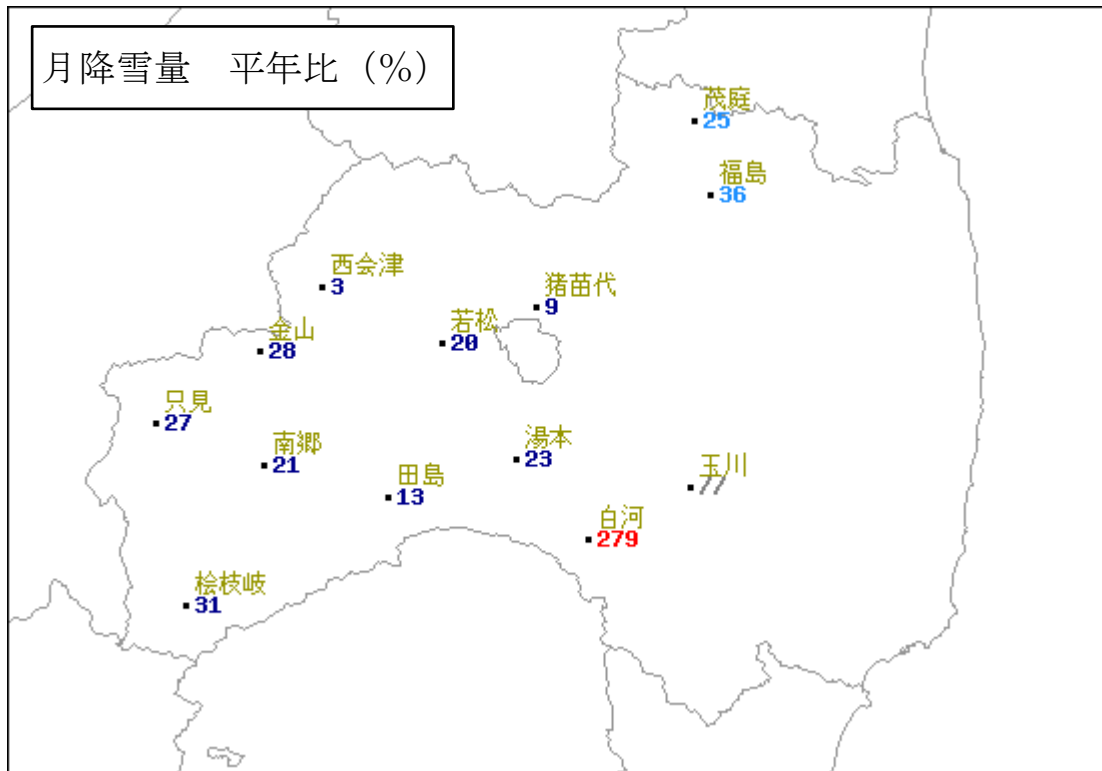 月降雪量　平年比（%）
茂庭
25
福島
36
西会津
3
猪苗代
9
金山
28
若松
20
只見
27
南郷
21
湯本
23
田島
13
玉川
//
白河
279
桧枝岐
31